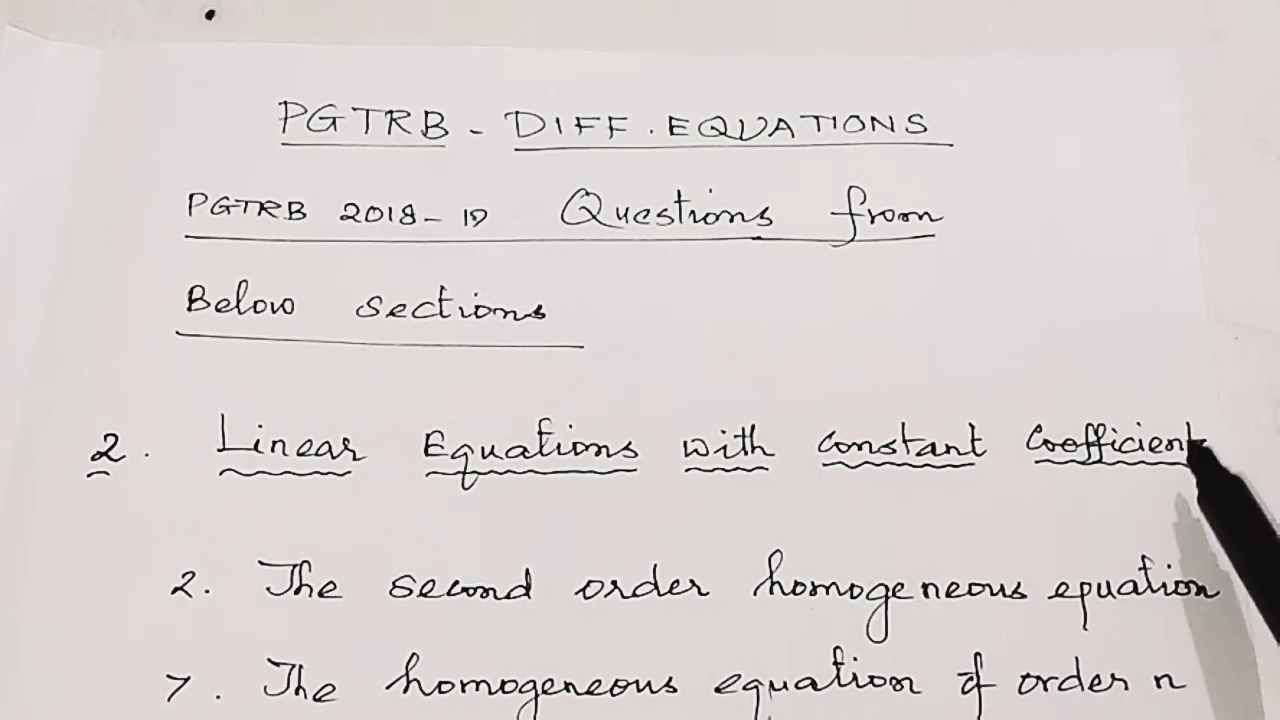 PGTRB - DIFF. EQUATIONS
PGTRB 2018-19 Questions from
Below sections
2. Linear Equations with constant coefficient
2. The second order homogeneous equation
7. The homogeneous equation of order n